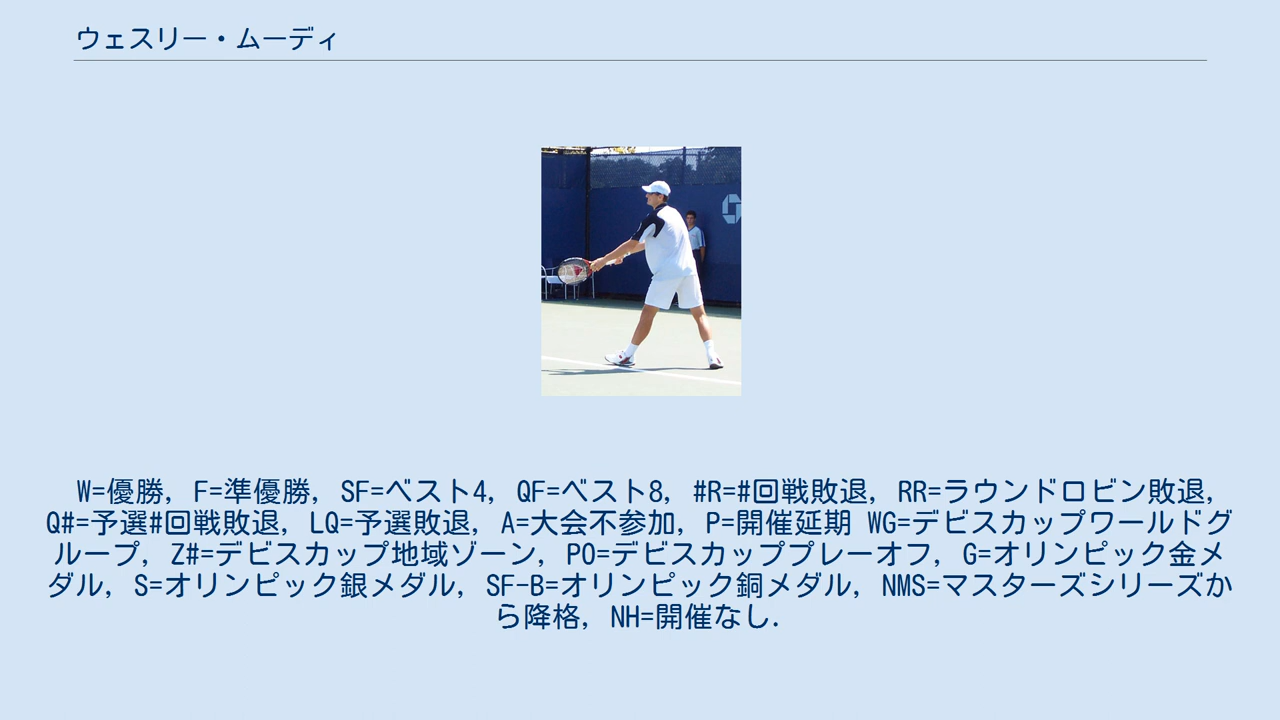 ウェスリー・ムーディ
W=優勝, F=準優勝, SF=ベスト4, QF=ベスト8, #R=#回戦敗退, RR=ラウンドロビン敗退,
Q#=予選#回戦敗退, LQ=予選敗退, A=大会不参加, P=開催延期 WG=デビスカップワールドグ
ループ, Z#=デビスカップ地域ゾーン, PO=デビスカッププレーオフ, G=オリンピック金メ
ダル, S=オリンピック銀メダル, SF-B=オリンピック銅メダル, NMS=マスターズシリーズか
ら降格, NH=開催なし.